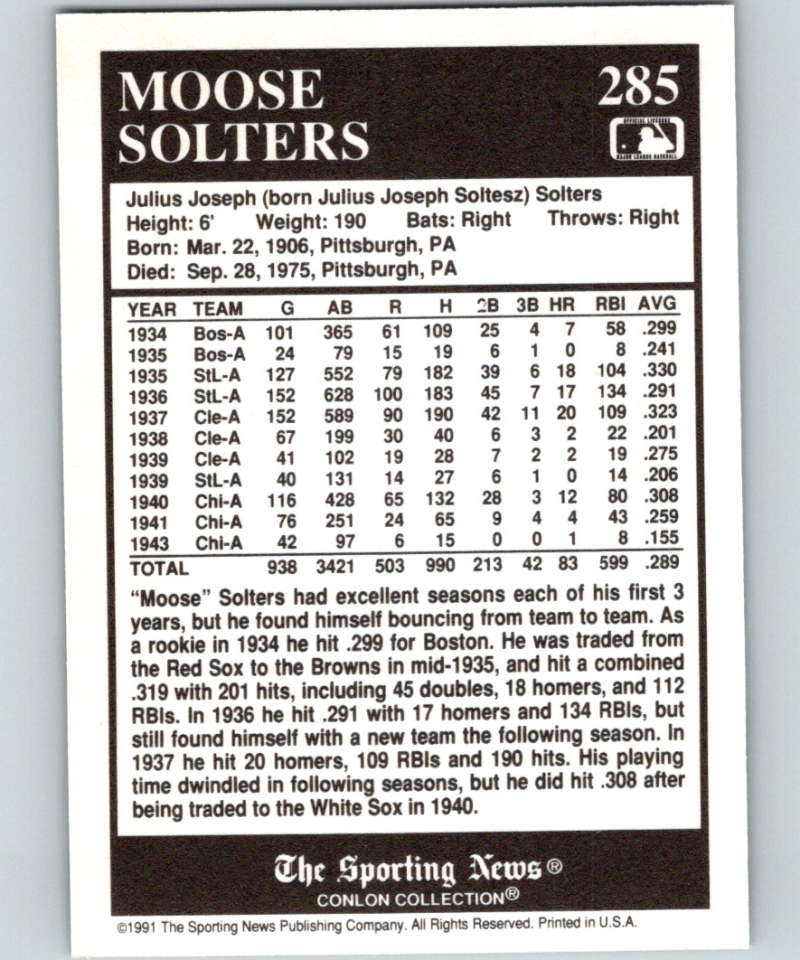 MOOSE
SOLTERS
285
OFFICIAL LICENSEE
MAJOR LEAGUE BASEBALL
Julius Joseph (born Julius Joseph Soltesz) Solters
Height: 6' Weight: 190 Bats: Right Throws: Right
Born: Mar. 22, 1906, Pittsburgh, PA
Died: Sep. 28, 1975, Pittsburgh, PA
YEAR TEAM G AB R H 2B 3B HR RBI AVG
1934 Bos-A 101 365 61 109 25 4 7 58 .299
1935 Bos-A 24 79 15 19 6 1 0 8 .241
1935 StL-A 127 552 79 182 39 6 18 104 .330
1936 StL-A 152 628 100 183 45 7 17 134 .291
1937 Cle-A 152 589 90 190 42 11 20 109 .323
1938 Cle-A 67 199 30 40 6 3 2 22 .201
1939 Cle-A 41 102 19 28 7 2 2 19 .275
1939 StL-A 40 131 14 27 6 1 0 14 .206
1940 Chi-A 116 428 65 132 28 3 12 80 .308
1941 Chi-A 76 251 24 65 9 4 4 43 .259
1943 Chi-A 42 97 6 15 0 0 1 8 .155
TOTAL 938 3421 503 990 213 42 83 599 .289
“Moose” Solters had excellent seasons each of his first 3
years, but he found himself bouncing from team to team. As
a rookie in 1934 he hit .299 for Boston. He was traded from
the Red Sox to the Browns in mid-1935, and hit a combined
.319 with 201 hits, including 45 doubles, 18 homers, and 112
RBIs. In 1936 he hit .291 with 17 homers and 134 RBIs, but
still found himself with a new team the following season. In
1937 he hit 20 homers, 109 RBIs and 190 hits. His playing
time dwindled in following seasons, but he did hit .308 after
being traded to the White Sox in 1940.
The Sporting News®
CONLON COLLECTION®
©1991 The Sporting News Publishing Company. All Rights Reserved. Printed in U.S.A.